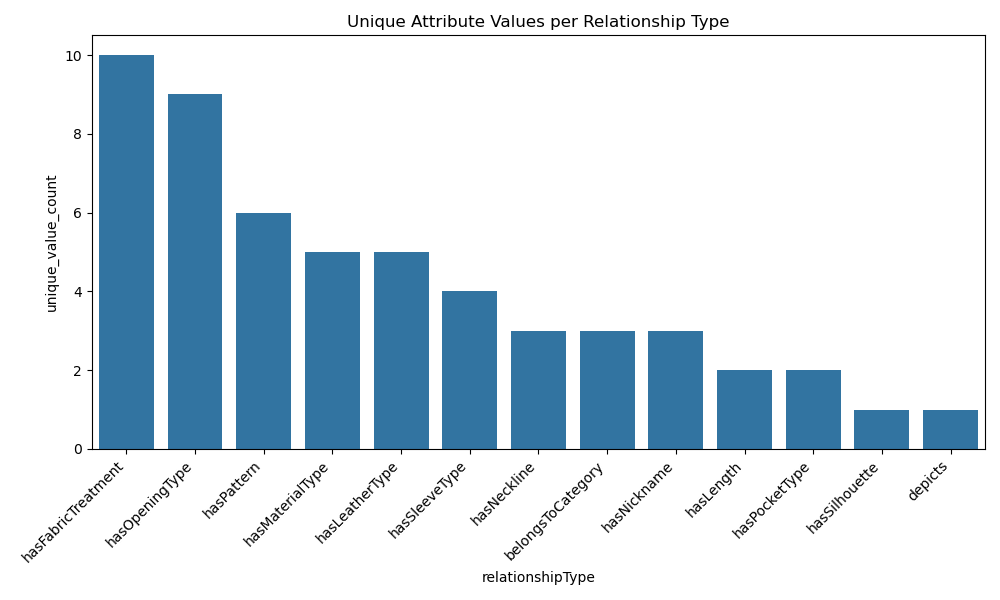 Unique Attribute Values per Relationship Type
unique_value_count
10
8
6
4
2
0
hasFabricTreatment
hasOpeningType
hasPattern
hasMaterialType
hasLeatherType
hasSleeveType
hasNeckline
belongsToCategory
hasNickname
hasLength
hasPocketType
hasSilhouette
depicts
relationshipType